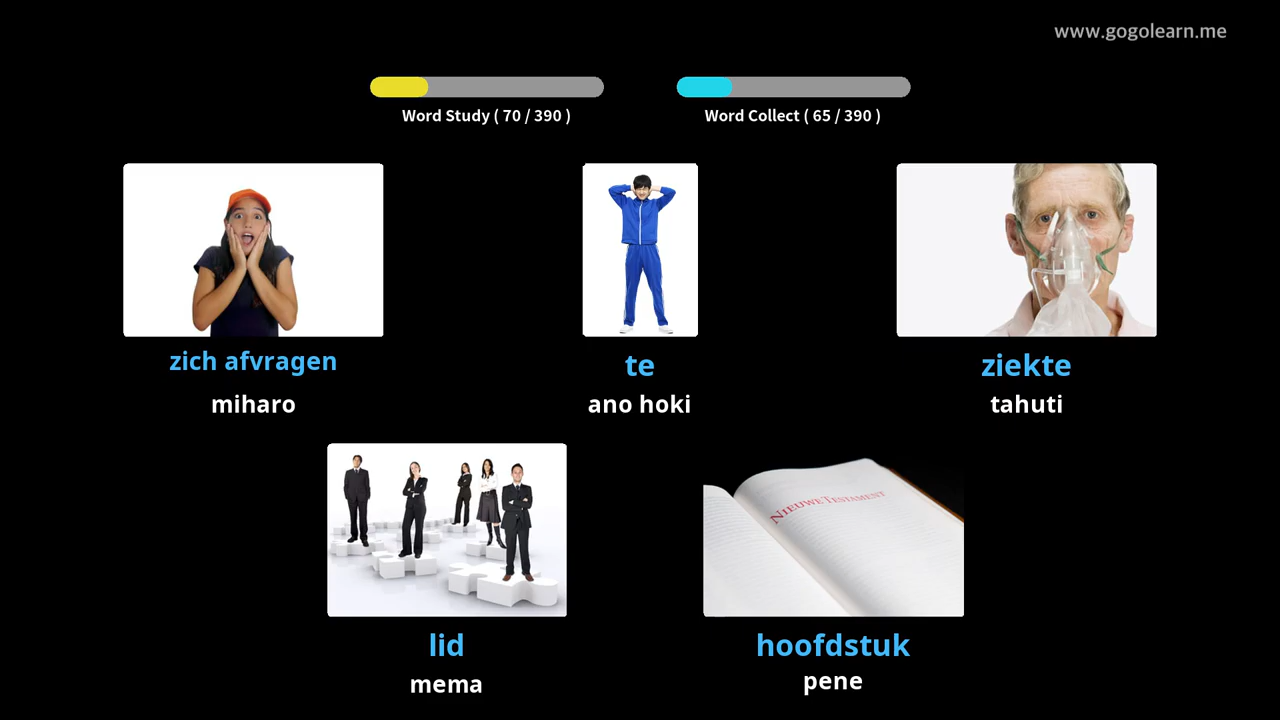 www.gogolearn.me
Word Study ( 70 / 390 )
Word Collect ( 65 / 390 )
zich afvragen
miharo
te
ano hoki
ziekte
tahuti
NIEUWE TESTAMENT
lid
mema
hoofdstuk
pene